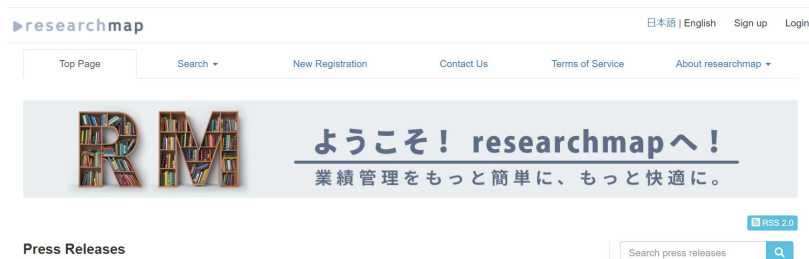 researchmap
日本語 | English Sign up Login
Top Page Search New Registration Contact Us Terms of Service About researchmap
RM
ようこそ! researchmapへ!
業績管理をもっと簡単に、もっと快適に。
RSS 2.0
Press Releases
Search press releases